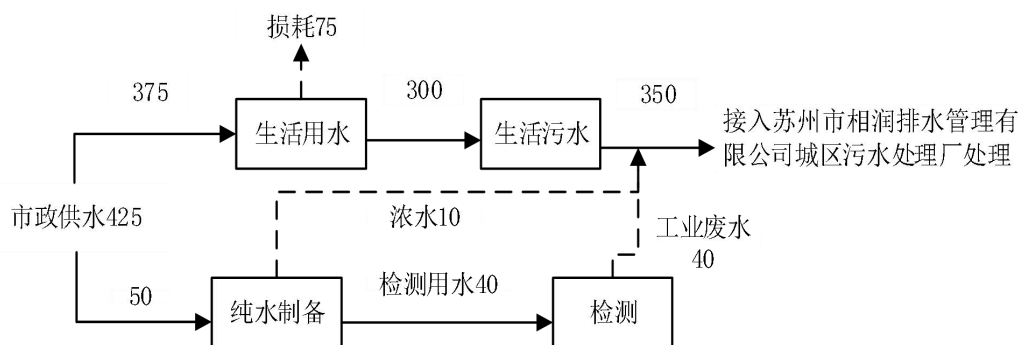 损耗75
375
300
350
生活用水
生活污水
接入苏州市相润排水管理有
限公司城区污水处理厂处理
市政供水425
浓水10
工业废水
40
50
检测用水40
纯水制备
检测